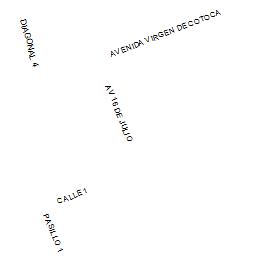 DIAGONAL 4
AVENIDA VIRGEN DE COTOCA
AV 16 DE JULIO
CALLE 1
PASILLO 1